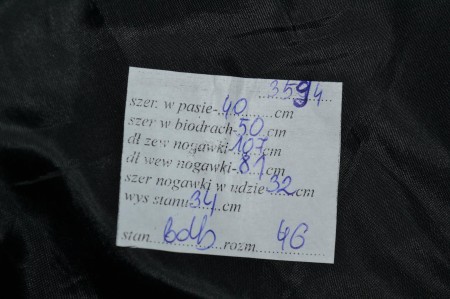 3594
szer. w pasie-40 cm
szer w biodrach-50 cm
dł zew nogawki-107 cm
dł wew nogawki-81 cm
szer nogawki w udzie 32 cm
wys stanu 34 cm
stan bdb rozm 46